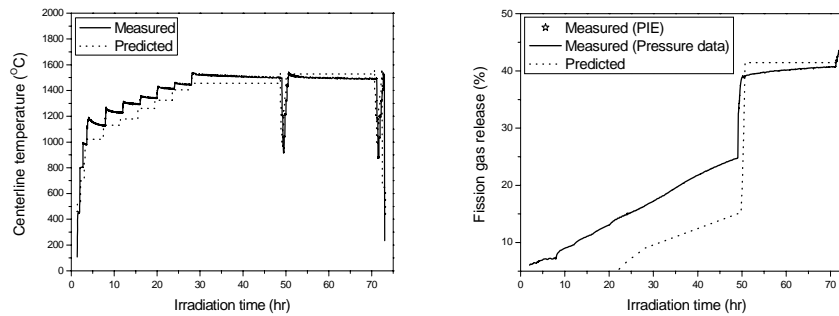 Measured
Predicted
2000
1800
1600
1400
1200
1000
800
600
400
200
0
Centerline temperature (°C)
0 10 20 30 40 50 60 70
Irradiation time (hr)
Measured (PIE)
Measured (Pressure data)
Predicted
50
40
30
20
10
Fission gas release (%)
0 10 20 30 40 50 60 70
Irradiation time (hr)